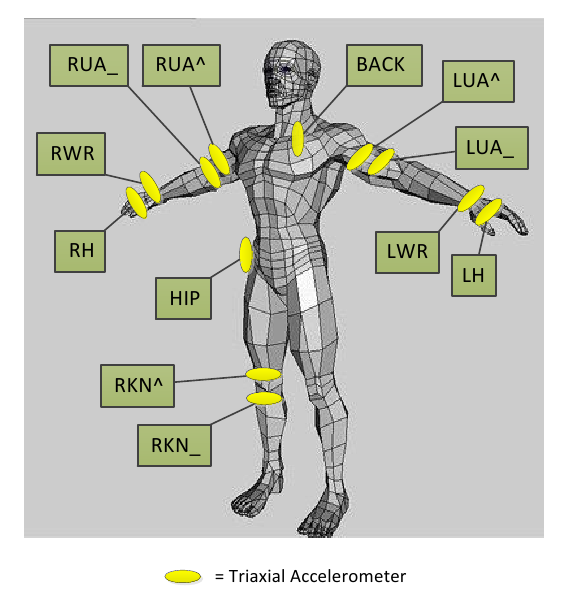 RUA_
RUA^
BACK
LUA^
RWR
LUA_
RH
LWR
LH
HIP
RKN^
RKN_
= Triaxial Accelerometer